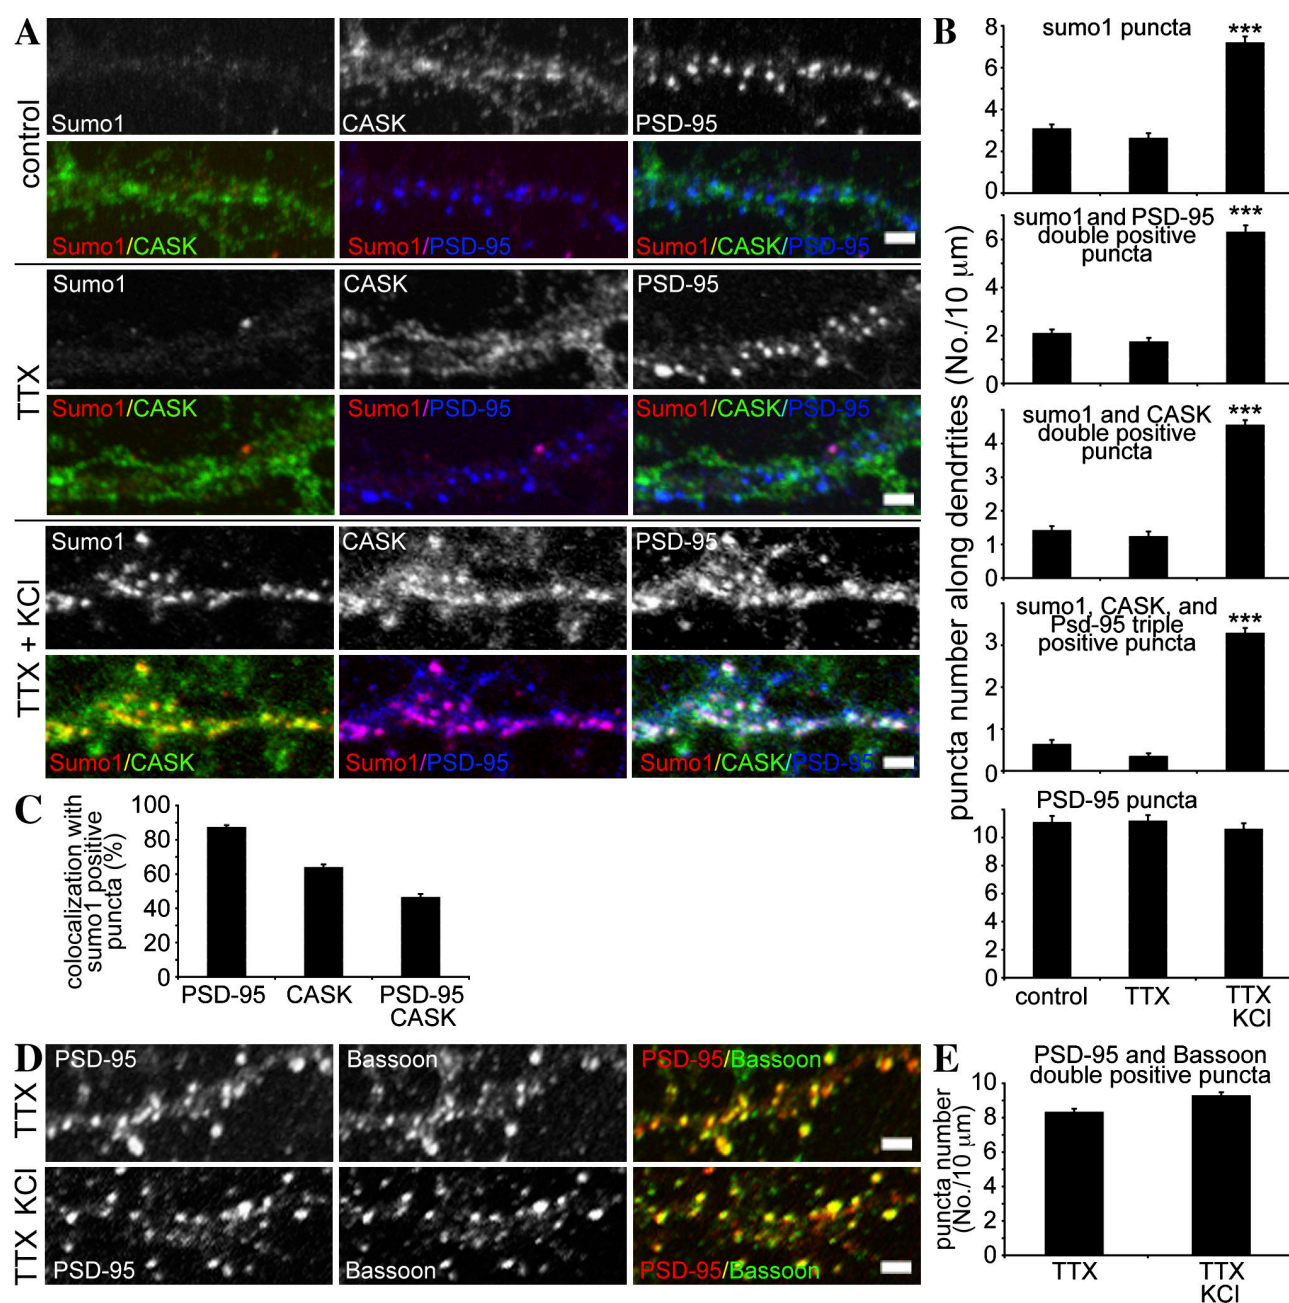 A
control
Sumo1
CASK
PSD-95
Sumo1/CASK
Sumo1/PSD-95
Sumo1/CASK/PSD-95
TTX
Sumo1
CASK
PSD-95
Sumo1/CASK
Sumo1/PSD-95
Sumo1/CASK/PSD-95
TTX + KCl
Sumo1
CASK
PSD-95
Sumo1/CASK
Sumo1/PSD-95
Sumo1/CASK/PSD-95
B
puncta number along dendrtites (No./10 µm)
sumo1 puncta
***
8
6
4
2
0
sumo1 and PSD-95
double positive
puncta
***
6
4
2
0
sumo1 and CASK
double positive
puncta
***
4
3
2
1
0
sumo1, CASK, and
Psd-95 triple
positive puncta
***
3
2
1
0
PSD-95 puncta
10
8
6
4
2
0
control
TTX
TTX
KCl
C
colocalization with
sumo1 positive
puncta (%)
100
80
60
40
20
0
PSD-95
CASK
PSD-95
CASK
D
TTX
PSD-95
Bassoon
PSD-95/Bassoon
TTX KCl
PSD-95
Bassoon
PSD-95/Bassoon
E
PSD-95 and Bassoon
double positive puncta
puncta number
(No./10 µm)
10
8
6
4
2
0
TTX
TTX
KCl